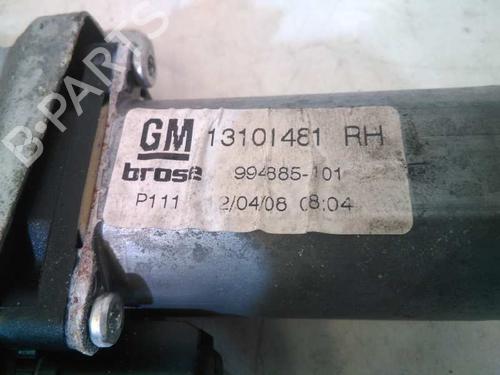 B-PARTS
GM 13101481 RH
brose 994885-101
P111 2/04/08 08:04